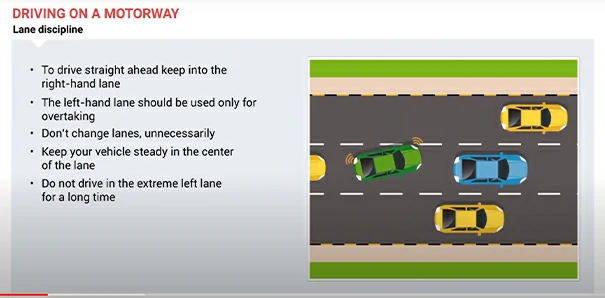 DRIVING ON A MOTORWAY
Lane discipline
• To drive straight ahead keep into the
right-hand lane
• The left-hand lane should be used only for
overtaking
• Don't change lanes, unnecessarily
• Keep your vehicle steady in the center
of the lane
• Do not drive in the extreme left lane
for a long time